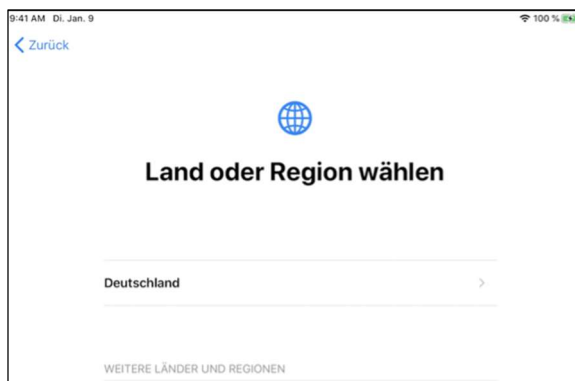 9:41 AM Di. Jan. 9 100 %
Zurück
Land oder Region wählen
Deutschland
WEITERE LÄNDER UND REGIONEN